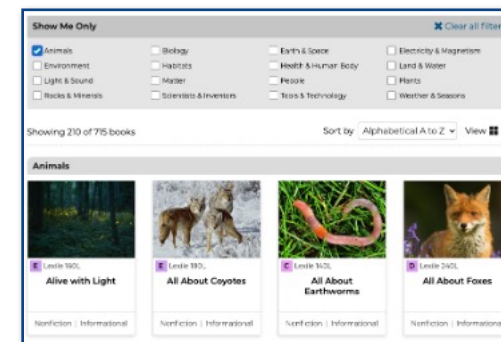 Show Me Only
✖ Clear all filter
Animals
Biology
Earth & Space
Electricity & Magnetism
Environment
Habitats
Health & Human Body
Land & Water
Light & Sound
Matter
People
Plants
Rocks & Minerals
Scientists & Inventors
Tools & Technology
Weather & Seasons
Showing 210 of 715 books
Sort by Alphabetical A to Z View
Animals
E Lexile 160L
E Lexile 180L
C Lexile 140L
D Lexile 240L
Alive with Light
All About Coyotes
All About
Earthworms
All About Foxes
Nonfiction | Informational
Nonfiction | Informational
Nonfiction | Informational
Nonfiction | Informational